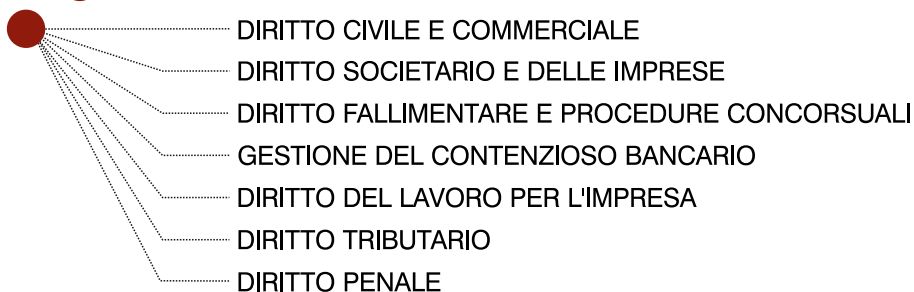 DIRITTO CIVILE E COMMERCIALE
DIRITTO SOCIETARIO E DELLE IMPRESE
DIRITTO FALLIMENTARE E PROCEDURE CONCORSUALI
GESTIONE DEL CONTENZIOSO BANCARIO
DIRITTO DEL LAVORO PER L'IMPRESA
DIRITTO TRIBUTARIO
DIRITTO PENALE